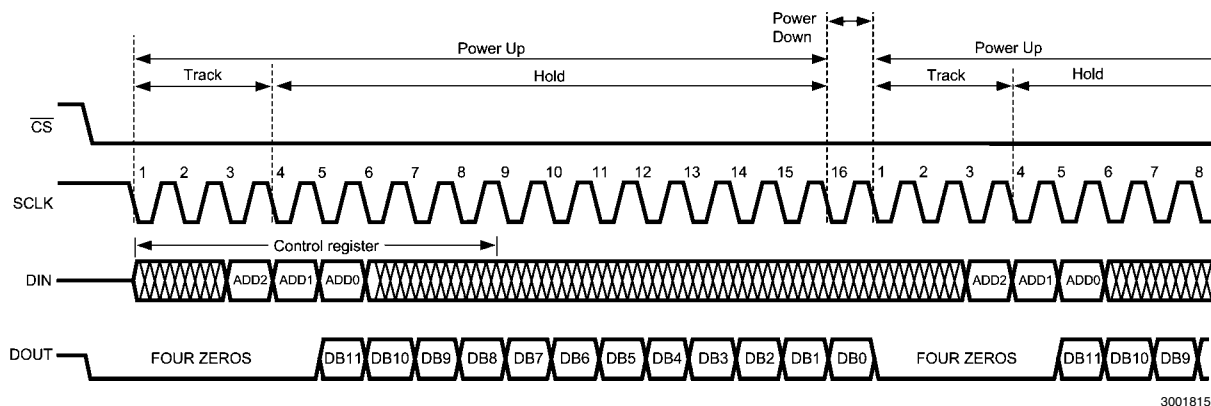 Power
Down
Power Up
Power Up
Track
Hold
Track
Hold
CS
1 2 3 4 5 6 7 8 9 10 11 12 13 14 15 16 1 2 3 4 5 6 7 8
SCLK
Control register
DIN
ADD2 ADD1 ADD0 ADD2 ADD1 ADD0
DOUT
FOUR ZEROS DB11 DB10 DB9 DB8 DB7 DB6 DB5 DB4 DB3 DB2 DB1 DB0 FOUR ZEROS DB11 DB10 DB9
3001815